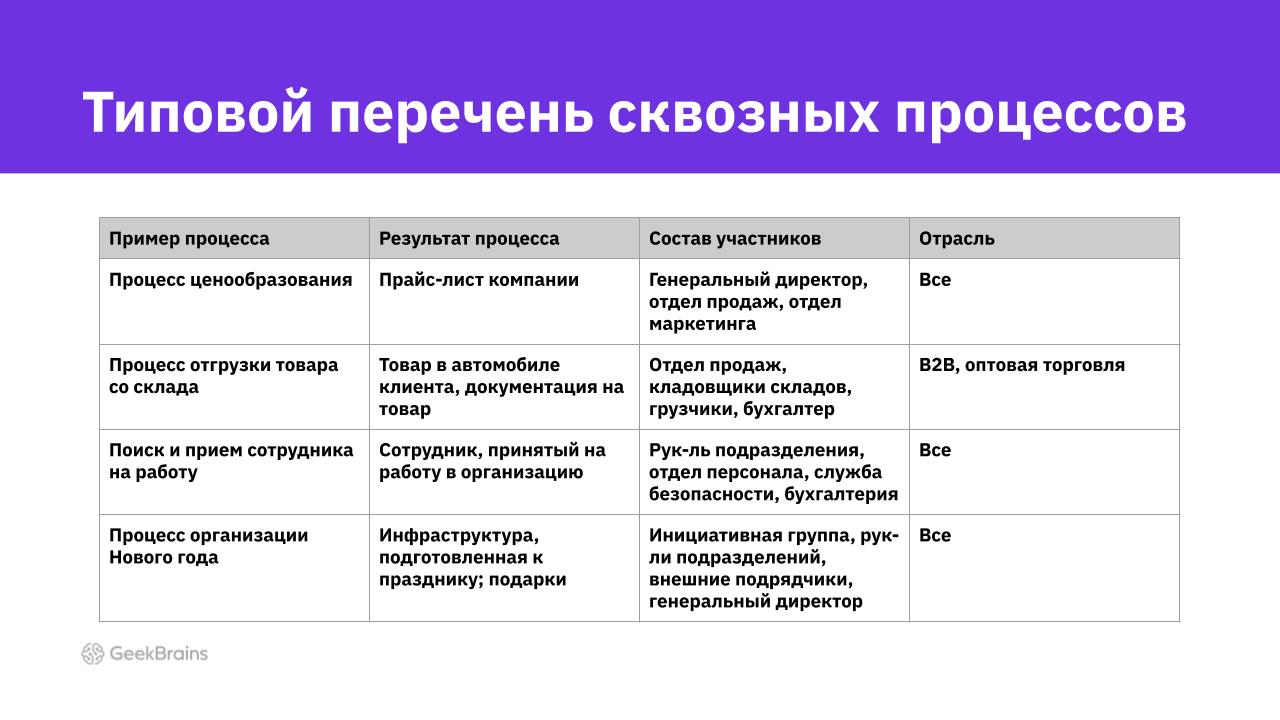 Типовой перечень сквозных процессов
Пример процесса
Результат процесса
Состав участников
Отрасль
Процесс ценообразования
Прайс-лист компании
Генеральный директор,
отдел продаж, отдел
маркетинга
Все
Процесс отгрузки товара
со склада
Товар в автомобиле
клиента, документация на
товар
Отдел продаж,
кладовщики складов,
грузчики, бухгалтер
B2B, оптовая торговля
Поиск и прием сотрудника
на работу
Сотрудник, принятый на
работу в организацию
Рук-ль подразделения,
отдел персонала, служба
безопасности, бухгалтерия
Все
Процесс организации
Нового года
Инфраструктура,
подготовленная к
празднику; подарки
Инициативная группа, рук-
ли подразделений,
внешние подрядчики,
генеральный директор
Все
GeekBrains